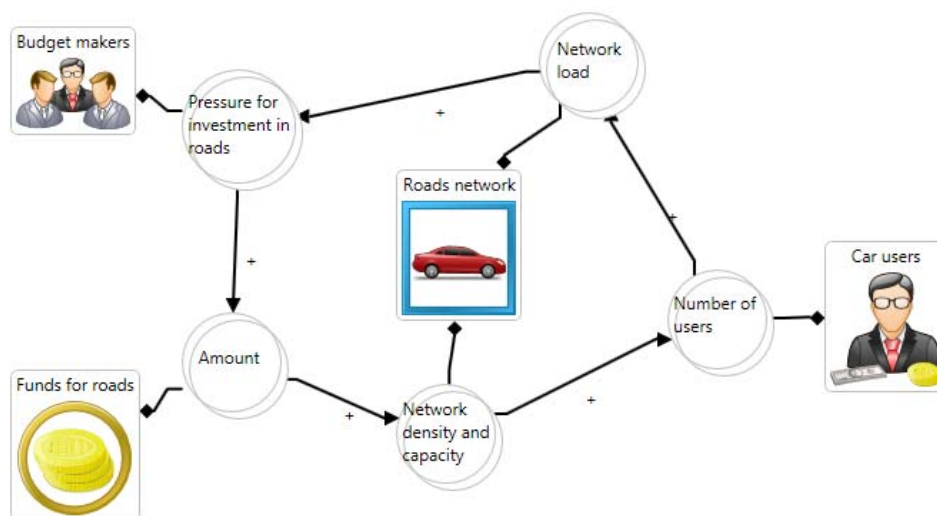 Budget makers
Network
load
Pressure for
investment in
roads
+
Roads network
+
Car users
+
Number of
users
Amount
Funds for roads
+
+
Network
density and
capacity